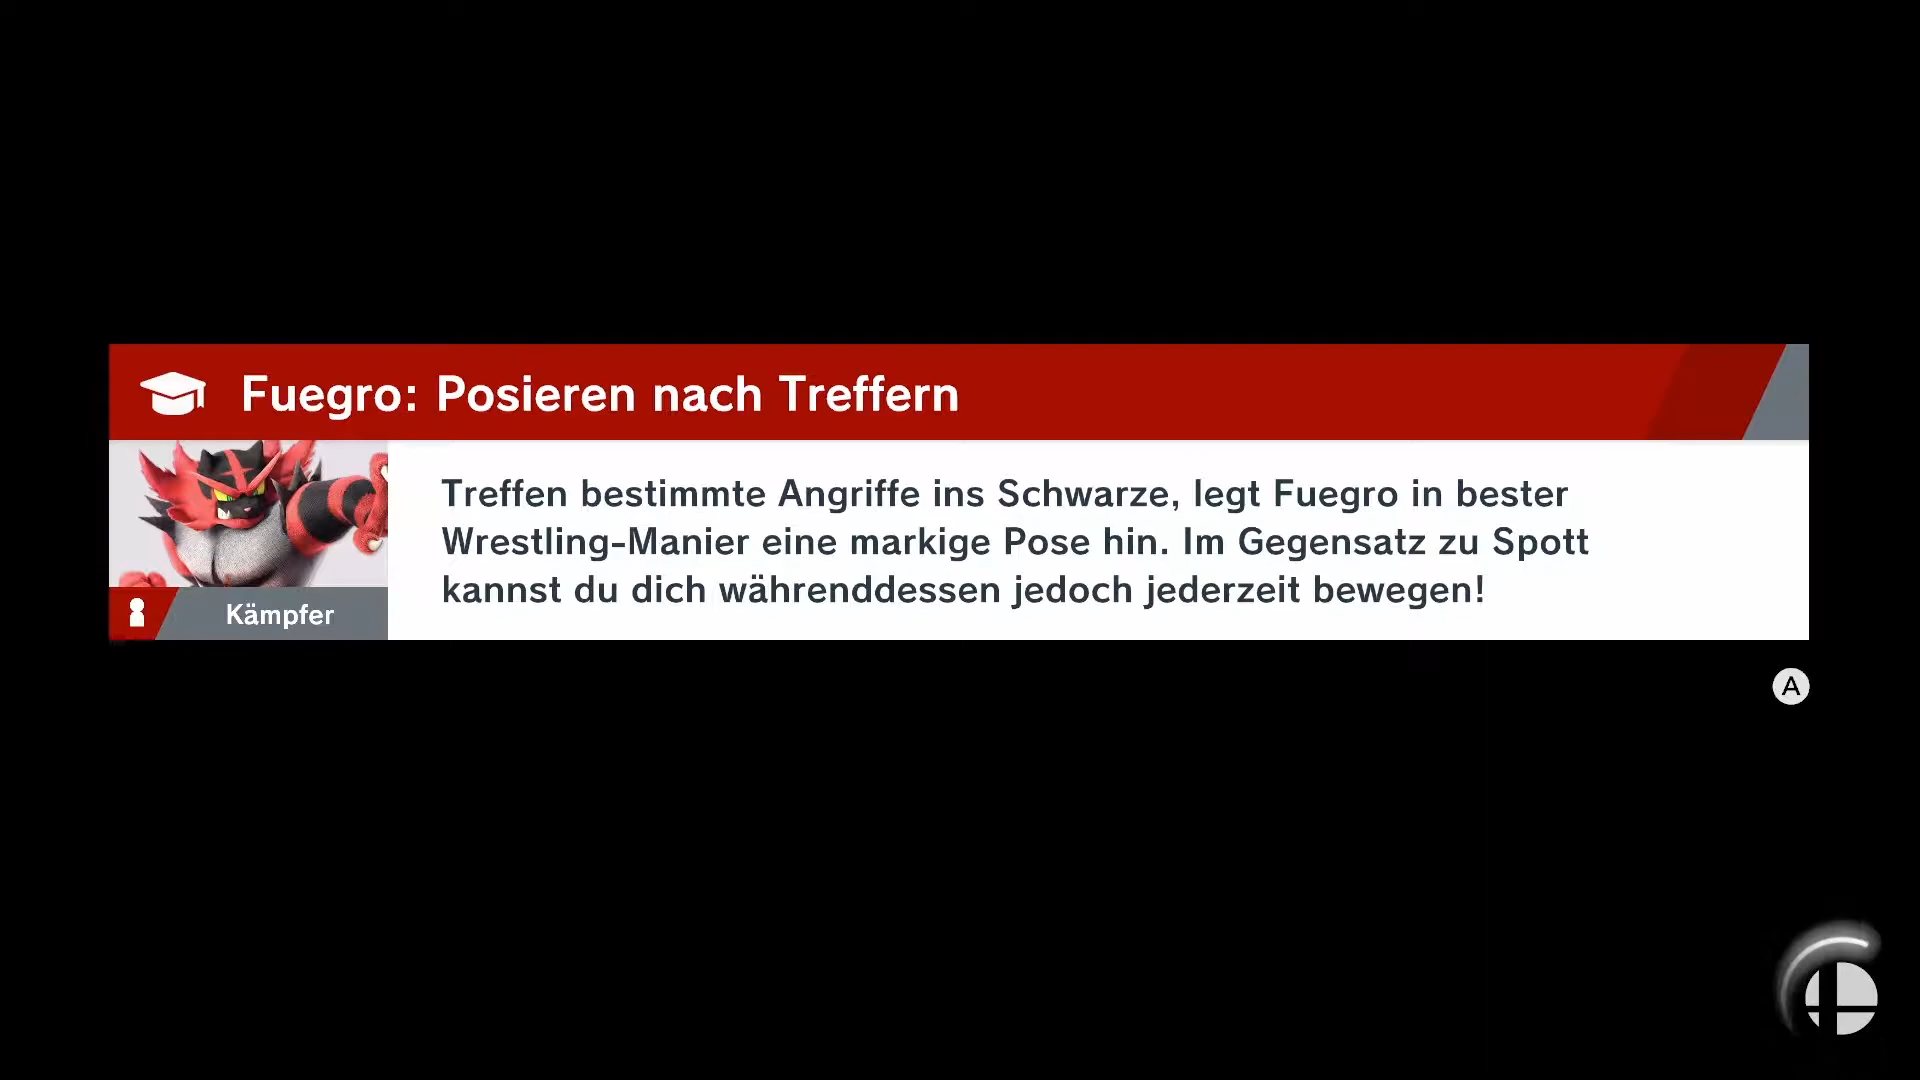 Fuegro: Posieren nach Treffern
Treffen bestimmte Angriffe ins Schwarze, legt Fuegro in bester
Wrestling-Manier eine markige Pose hin. Im Gegensatz zu Spott
kannst du dich währenddessen jedoch jederzeit bewegen!
Kämpfer
A